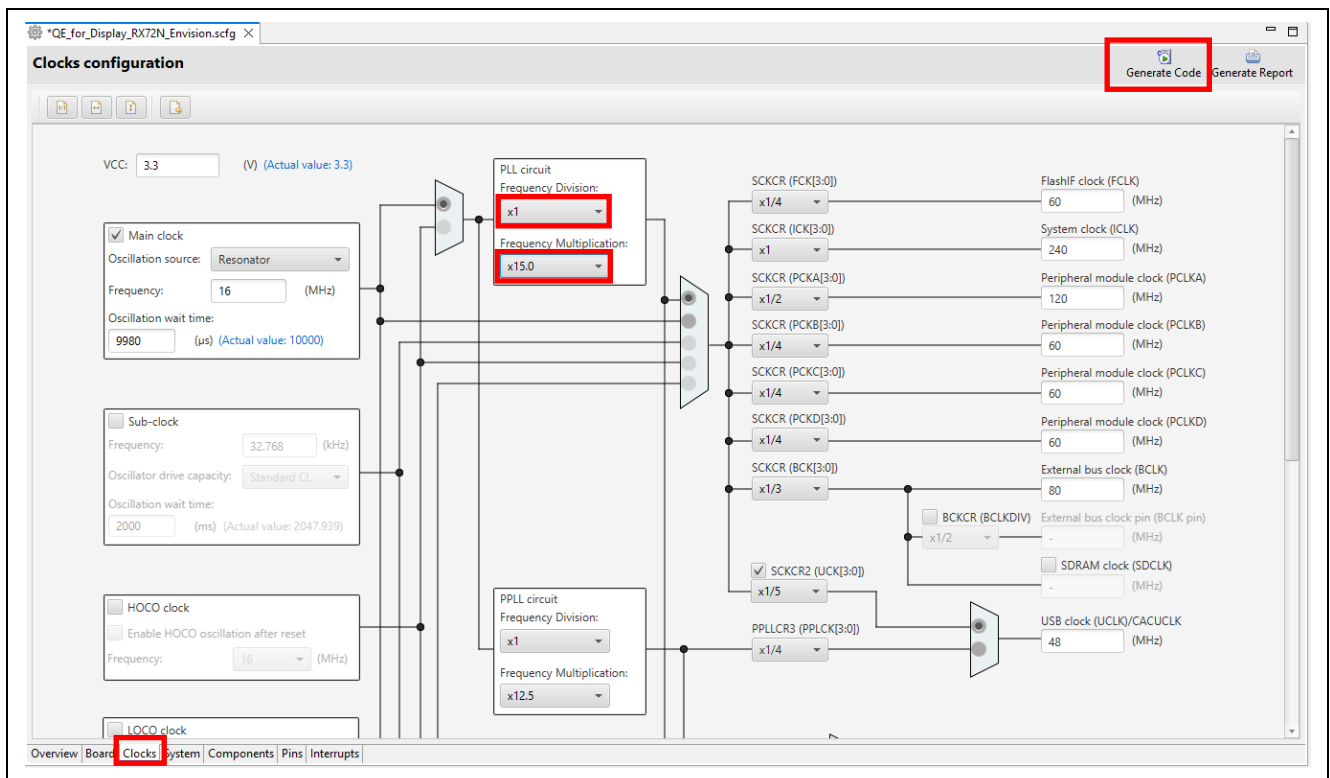 *QE_for_Display_RX72N_Envision.scfg
Clocks configuration
Generate Code
Generate Report
VCC: 3.3 (V) (Actual value: 3.3)
Main clock
Oscillation source: Resonator
Frequency: 16 (MHz)
Oscillation wait time:
9980 (µs) (Actual value: 10000)
Sub-clock
Frequency: 32.768 (kHz)
Oscillator drive capacity: Standard CL
Oscillation wait time:
2000 (ms) (Actual value: 2047.939)
HOCO clock
Enable HOCO oscillation after reset
Frequency: 16 (MHz)
LOCO clock
PLL circuit
Frequency Division:
x1
Frequency Multiplication:
x15.0
PPLL circuit
Frequency Division:
x1
Frequency Multiplication:
x12.5
SCKCR (FCK[3:0])
x1/4
SCKCR (ICK[3:0])
x1
SCKCR (PCKA[3:0])
x1/2
SCKCR (PCKB[3:0])
x1/4
SCKCR (PCKC[3:0])
x1/4
SCKCR (PCKD[3:0])
x1/4
SCKCR (BCK[3:0])
x1/3
BCKCR (BCLKDIV)
x1/2
SCKCR2 (UCK[3:0])
x1/5
PPLLCR3 (PPLCK[3:0])
x1/4
FlashIF clock (FCLK)
60 (MHz)
System clock (ICLK)
240 (MHz)
Peripheral module clock (PCLKA)
120 (MHz)
Peripheral module clock (PCLKB)
60 (MHz)
Peripheral module clock (PCLKC)
60 (MHz)
Peripheral module clock (PCLKD)
60 (MHz)
External bus clock (BCLK)
80 (MHz)
External bus clock pin (BCLK pin)
- (MHz)
SDRAM clock (SDCLK)
- (MHz)
USB clock (UCLK)/CACUCLK
48 (MHz)
Overview Board Clocks System Components Pins Interrupts